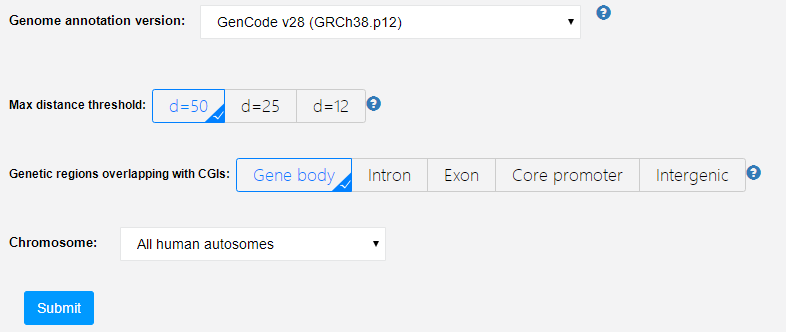 Genome annotation version: GenCode v28 (GRCh38.p12) ?
Max distance threshold: d=50 d=25 d=12 ?
Genetic regions overlapping with CGIs: Gene body Intron Exon Core promoter Intergenic ?
Chromosome: All human autosomes
Submit